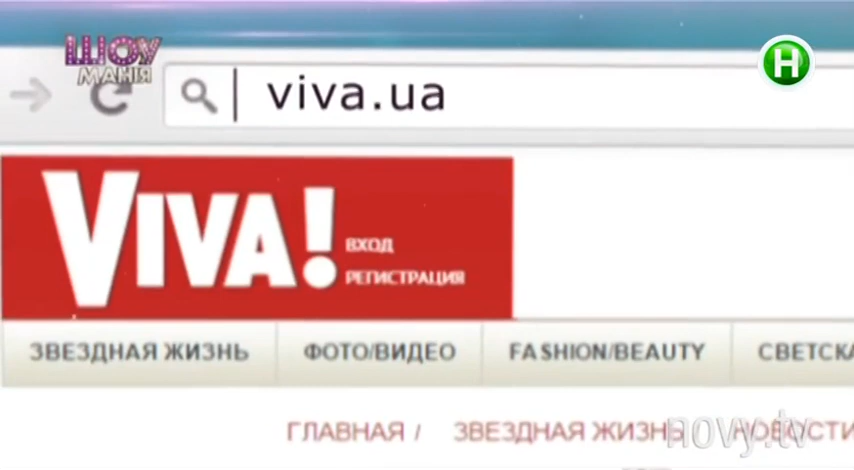 ШОУ
МАНІЯ
Н
viva.ua
VIVA!
ВХОД
РЕГИСТРАЦИЯ
ЗВЕЗДНАЯ ЖИЗНЬ ФОТО/ВИДЕО FASHION/BEAUTY СВЕТСКА
ГЛАВНАЯ / ЗВЕЗДНАЯ ЖИЗНЬ НОВОСТИ
novy.tv